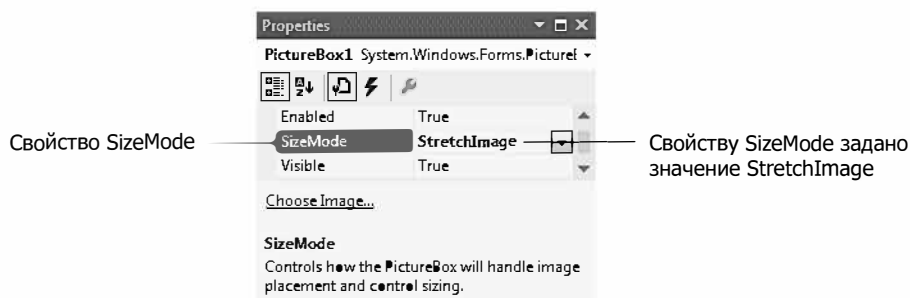 Properties
PictureBox1 System.Windows.Forms.PictureE
Enabled True
Свойство SizeMode
SizeMode StretchImage
Свойству SizeMode задано
значение StretchImage
Visible True
Choose Image...
SizeMode
Controls how the PictureBox will handle image
placement and control sizing.